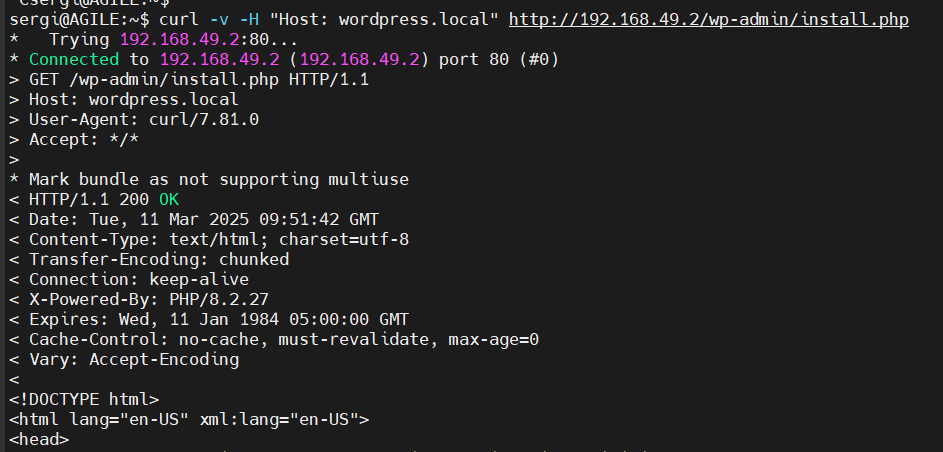 sergi@AGILE:~$
sergi@AGILE:~$ curl -v -H "Host: wordpress.local" http://192.168.49.2/wp-admin/install.php
*   Trying 192.168.49.2:80...
* Connected to 192.168.49.2 (192.168.49.2) port 80 (#0)
> GET /wp-admin/install.php HTTP/1.1
> Host: wordpress.local
> User-Agent: curl/7.81.0
> Accept: */*
>
* Mark bundle as not supporting multiuse
< HTTP/1.1 200 OK
< Date: Tue, 11 Mar 2025 09:51:42 GMT
< Content-Type: text/html; charset=utf-8
< Transfer-Encoding: chunked
< Connection: keep-alive
< X-Powered-By: PHP/8.2.27
< Expires: Wed, 11 Jan 1984 05:00:00 GMT
< Cache-Control: no-cache, must-revalidate, max-age=0
< Vary: Accept-Encoding
<
<!DOCTYPE html>
<html lang="en-US" xml:lang="en-US">
<head>